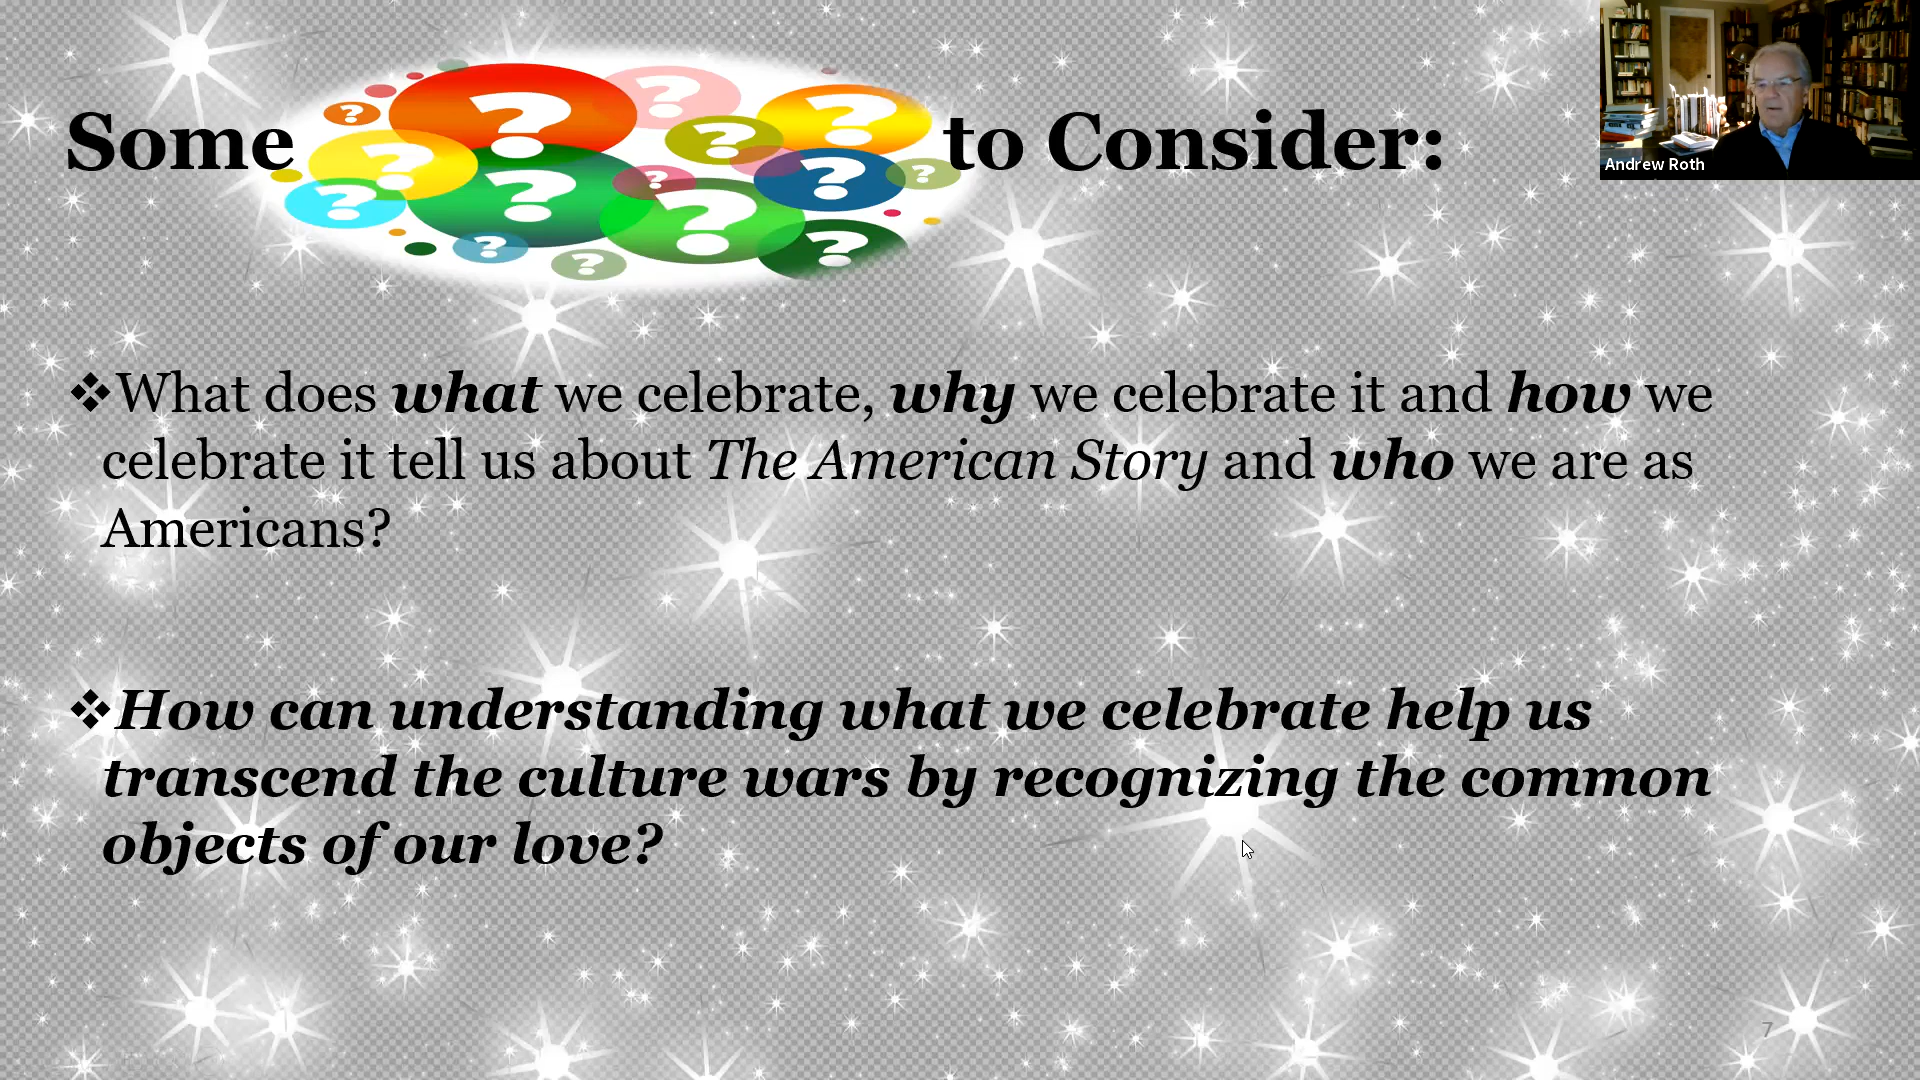 Some ? ? ? ? ? ? ? ? ? ? ? ? ? ? to Consider:
Andrew Roth
❖What does what we celebrate, why we celebrate it and how we
celebrate it tell us about The American Story and who we are as
Americans?
❖How can understanding what we celebrate help us
transcend the culture wars by recognizing the common
objects of our love?
7